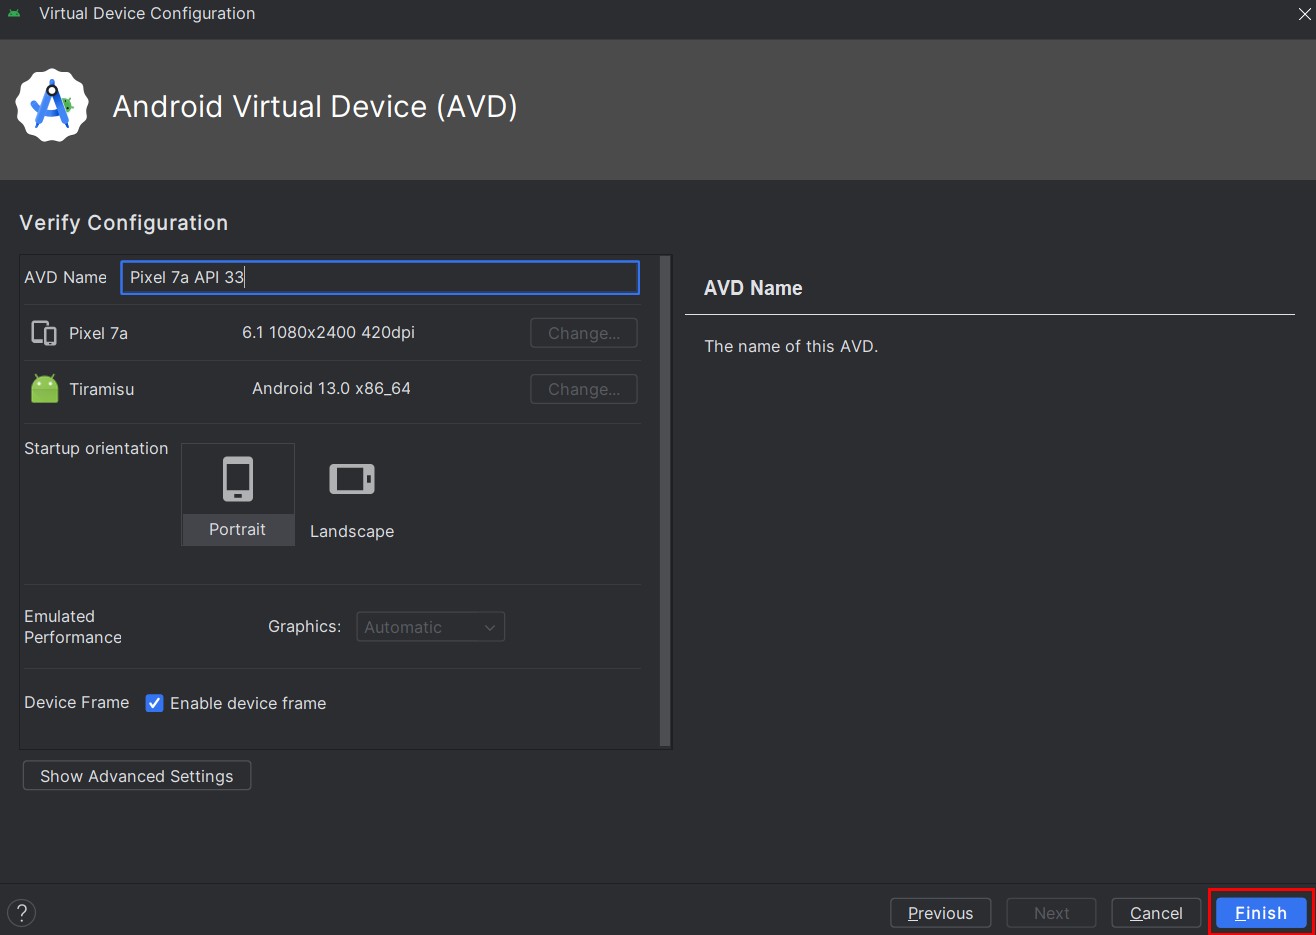 Virtual Device Configuration
Android Virtual Device (AVD)
Verify Configuration
AVD Name Pixel 7a API 33
Pixel 7a 6.1 1080x2400 420dpi Change...
Tiramisu Android 13.0 x86_64 Change...
Startup orientation
Portrait
Landscape
Emulated
Performance
Graphics: Automatic
Device Frame Enable device frame
Show Advanced Settings
AVD Name
The name of this AVD.
? Previous Next Cancel Finish